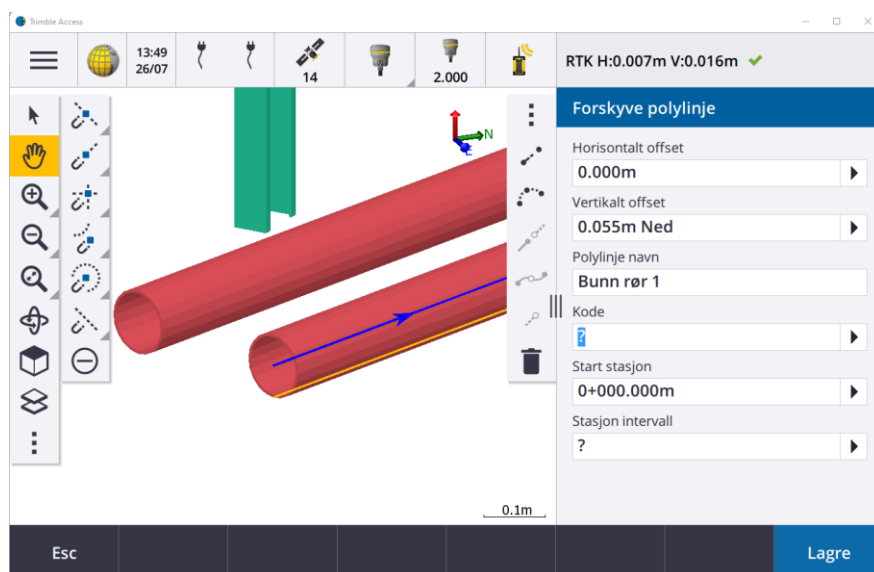 Trimble Access
13:49
26/07
14
2.000
RTK H:0.007m V:0.016m
Forskyve polylinje
Horisontalt offset
0.000m
Vertikalt offset
0.055m Ned
Polylinje navn
Bunn rør 1
Kode
?
Start stasjon
0+000.000m
Stasjon intervall
?
N
E
0.1m
Esc
Lagre